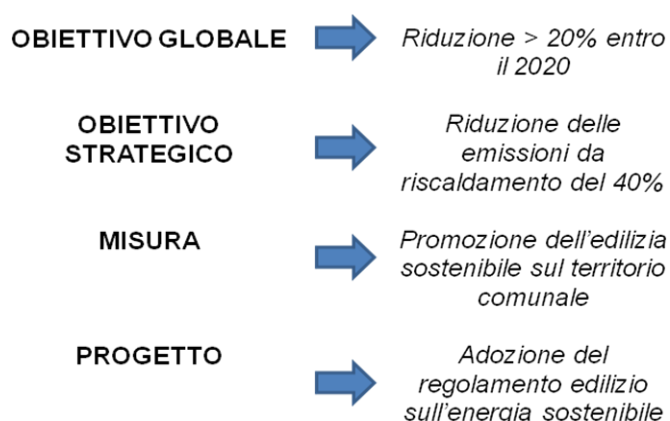 OBIETTIVO GLOBALE
Riduzione > 20% entro
il 2020
OBIETTIVO
STRATEGICO
Riduzione delle
emissioni da
riscaldamento del 40%
MISURA
Promozione dell'edilizia
sostenibile sul territorio
comunale
PROGETTO
Adozione del
regolamento edilizio
sull'energia sostenibile